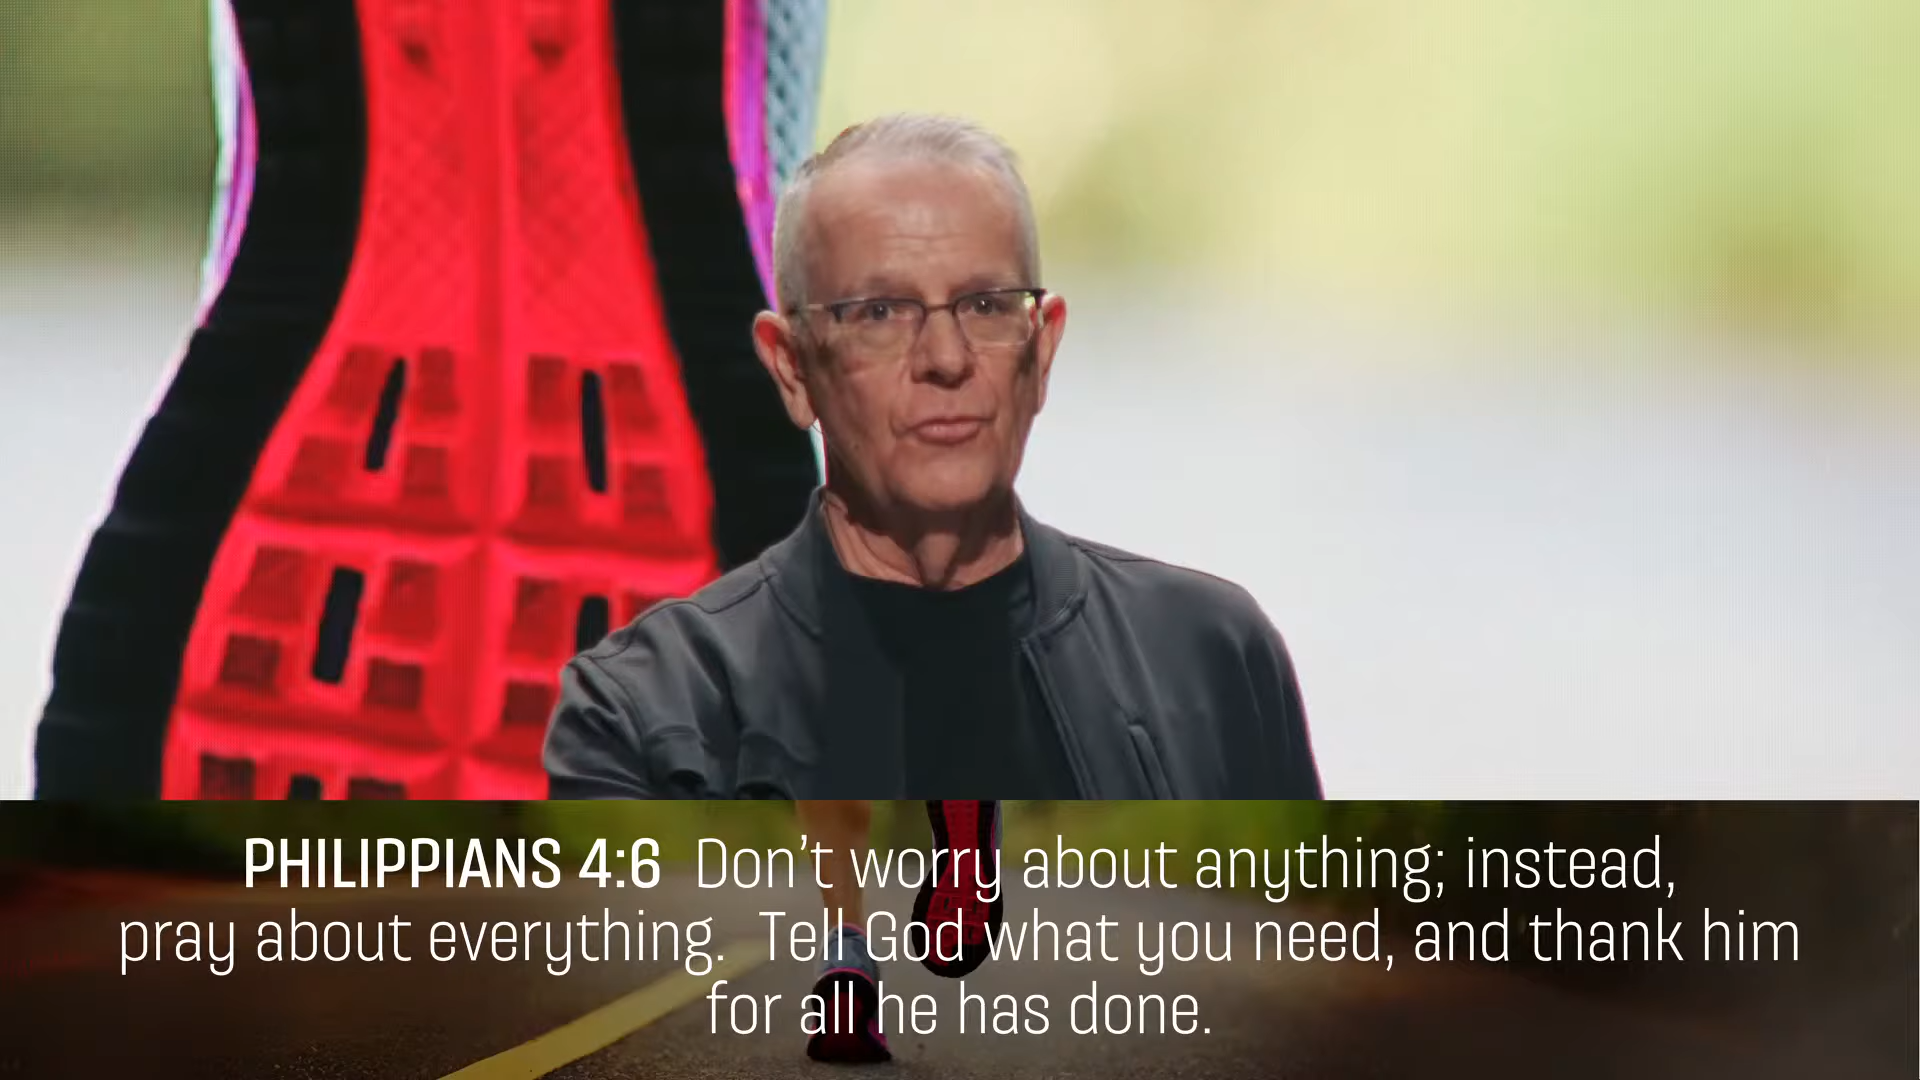 PHILIPPIANS 4:6  Don’t worry about anything; instead,
pray about everything.  Tell God what you need, and thank him
for all he has done.